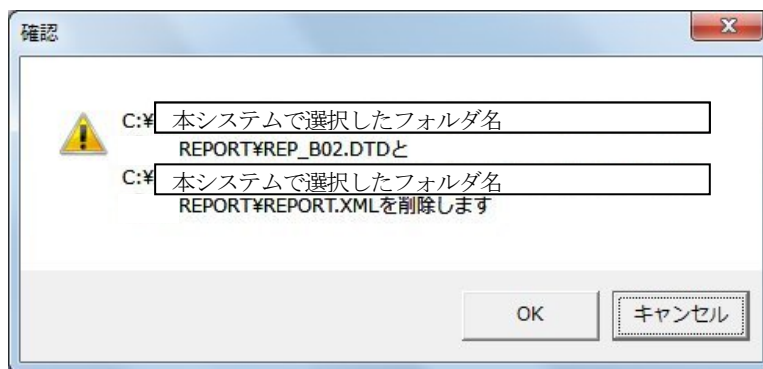 確認
X
C:¥ 本システムで選択したフォルダ名
REPORT¥REP_B02.DTDと
C:¥ 本システムで選択したフォルダ名
REPORT¥REPORT.XMLを削除します
OK キャンセル